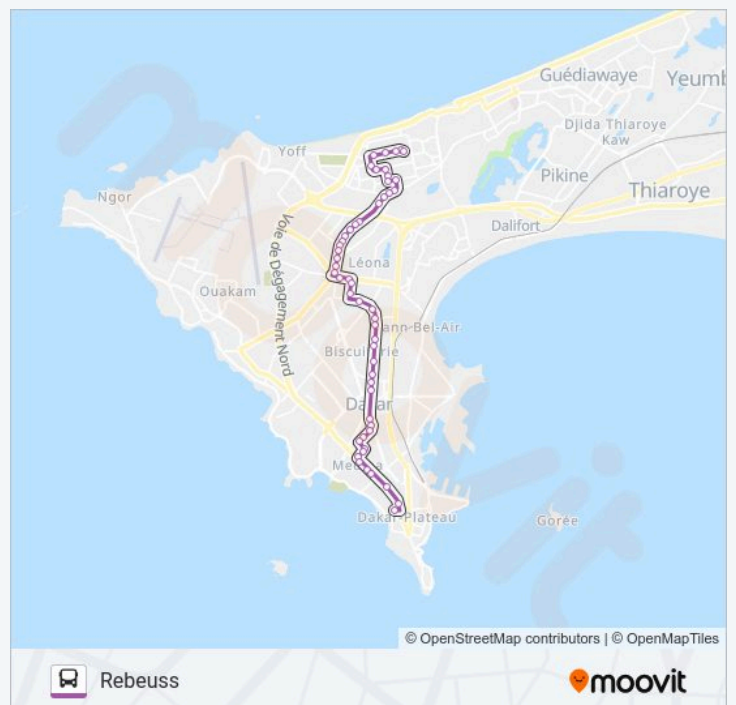 Guédiawaye
Yeumb
Djida Thiaroye
Kaw
Yoff
Pikine
Thiaroye
Ngor
Dalifort
Voie de Dégagement Nord
Léona
Ouakam
ann Bel-Air
Biscuiterie
Dakar
Medina
Dakar-Plateau
Gorée
© OpenStreetMap contributors | © OpenMapTiles
Rebeuss
moovit